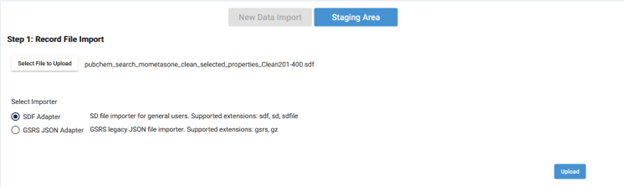 New Data Import Staging Area
Step 1: Record File Import
Select File to Upload pubchem_search_mometasone_clean_selected_properties_Clean201-400.sdf
Select Importer
SDF Adapter SD file importer for general users. Supported extensions: sdf, sd, sdfile
GSRS JSON Adapter GSRS legacy JSON file importer. Supported extensions: gsrs, gz
Upload